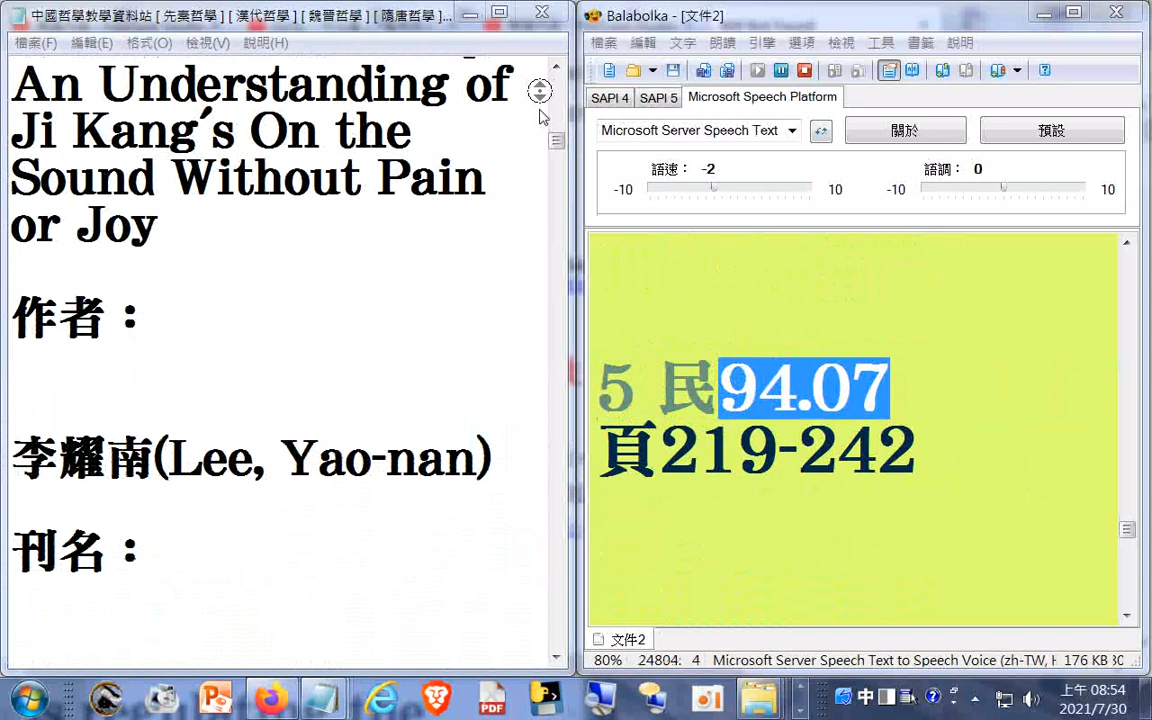 中國哲學教學資料站 [ 先秦哲學 ] [ 漢代哲學 ] [ 魏晉哲學 ] [ 隋唐哲學 ]...
檔案(F) 編輯(E) 格式(O) 檢視(V) 說明(H)
An Understanding of
Ji Kang's On the
Sound Without Pain
or Joy
作者：
李耀南(Lee, Yao-nan)
刊名：
Balabolka - [文件2]
檔案 編輯 文字 朗讀 引擎 選項 檢視 工具 書籤 說明
SAPI 4 SAPI 5 Microsoft Speech Platform
Microsoft Server Speech Text 關於 預設
語速： -2 語調： 0
-10 10 -10 10
5 民94.07
頁219-242
文件2
80% 24804: 4 Microsoft Server Speech Text to Speech Voice (zh-TW, H 176 KB
中
上午 08:54
2021/7/30